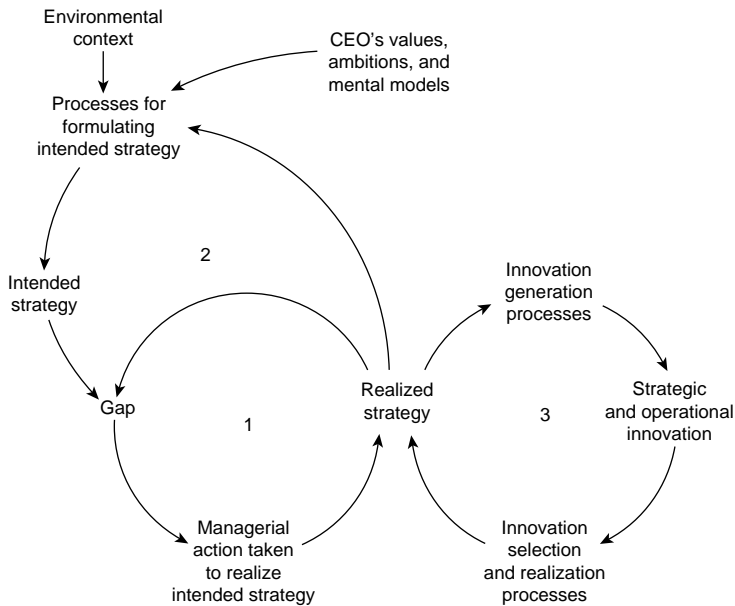 Environmental
context
CEO's values,
ambitions, and
mental models
Processes for
formulating
intended strategy
2
Intended
strategy
Innovation
generation
processes
Gap
1
Realized
strategy
3
Strategic
and operational
innovation
Managerial
action taken
to realize
intended strategy
Innovation
selection
and realization
processes